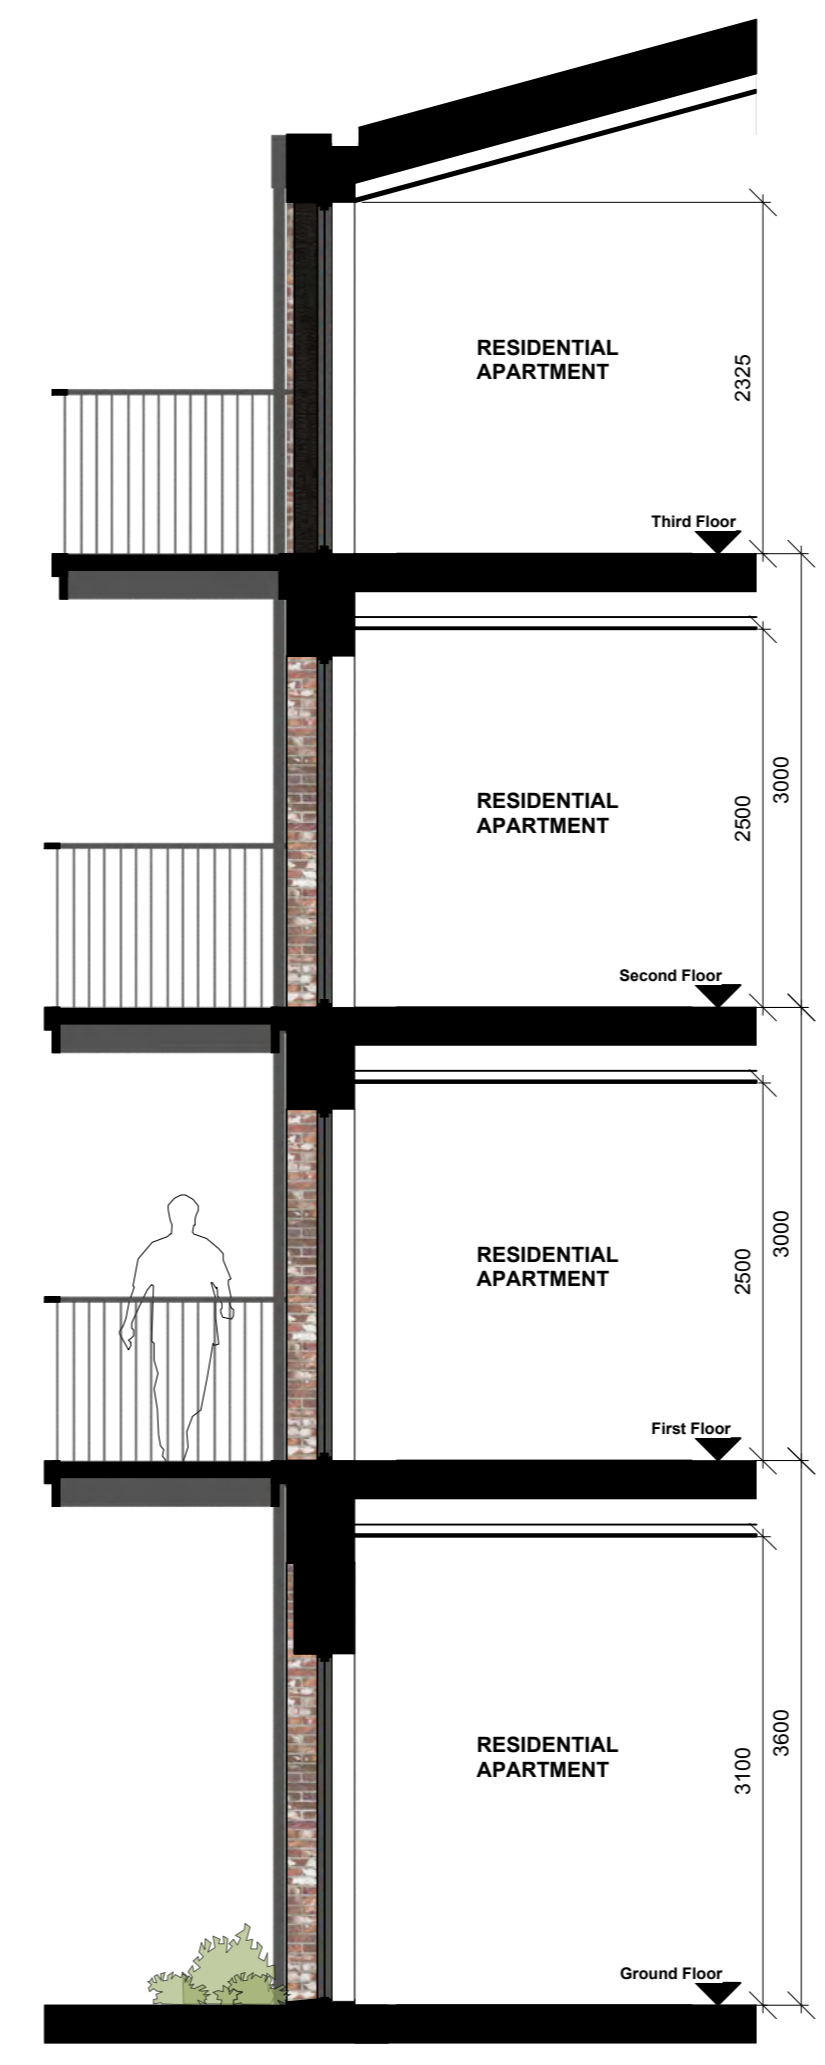 RESIDENTIAL
APARTMENT
2325
Third Floor
RESIDENTIAL
APARTMENT
2500
3000
Second Floor
RESIDENTIAL
APARTMENT
2500
3000
First Floor
RESIDENTIAL
APARTMENT
3100
3600
Ground Floor